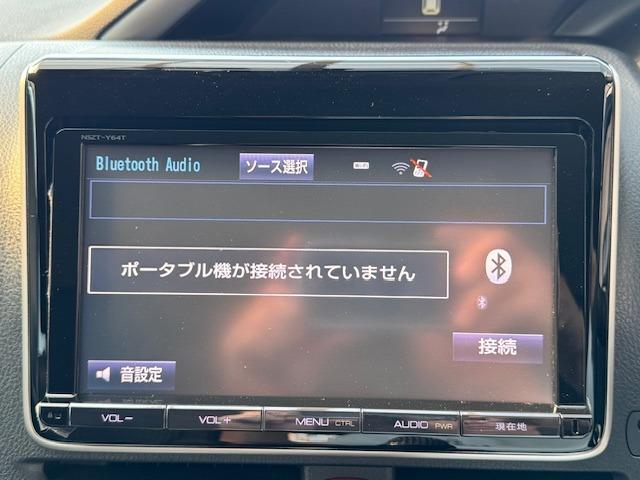 NSZT-Y64T
Bluetooth Audio
ソース選択
ポータブル機が接続されていません
接続
音設定
VOL−
VOL+
MENU CTRL
AUDIO PWR
現在地